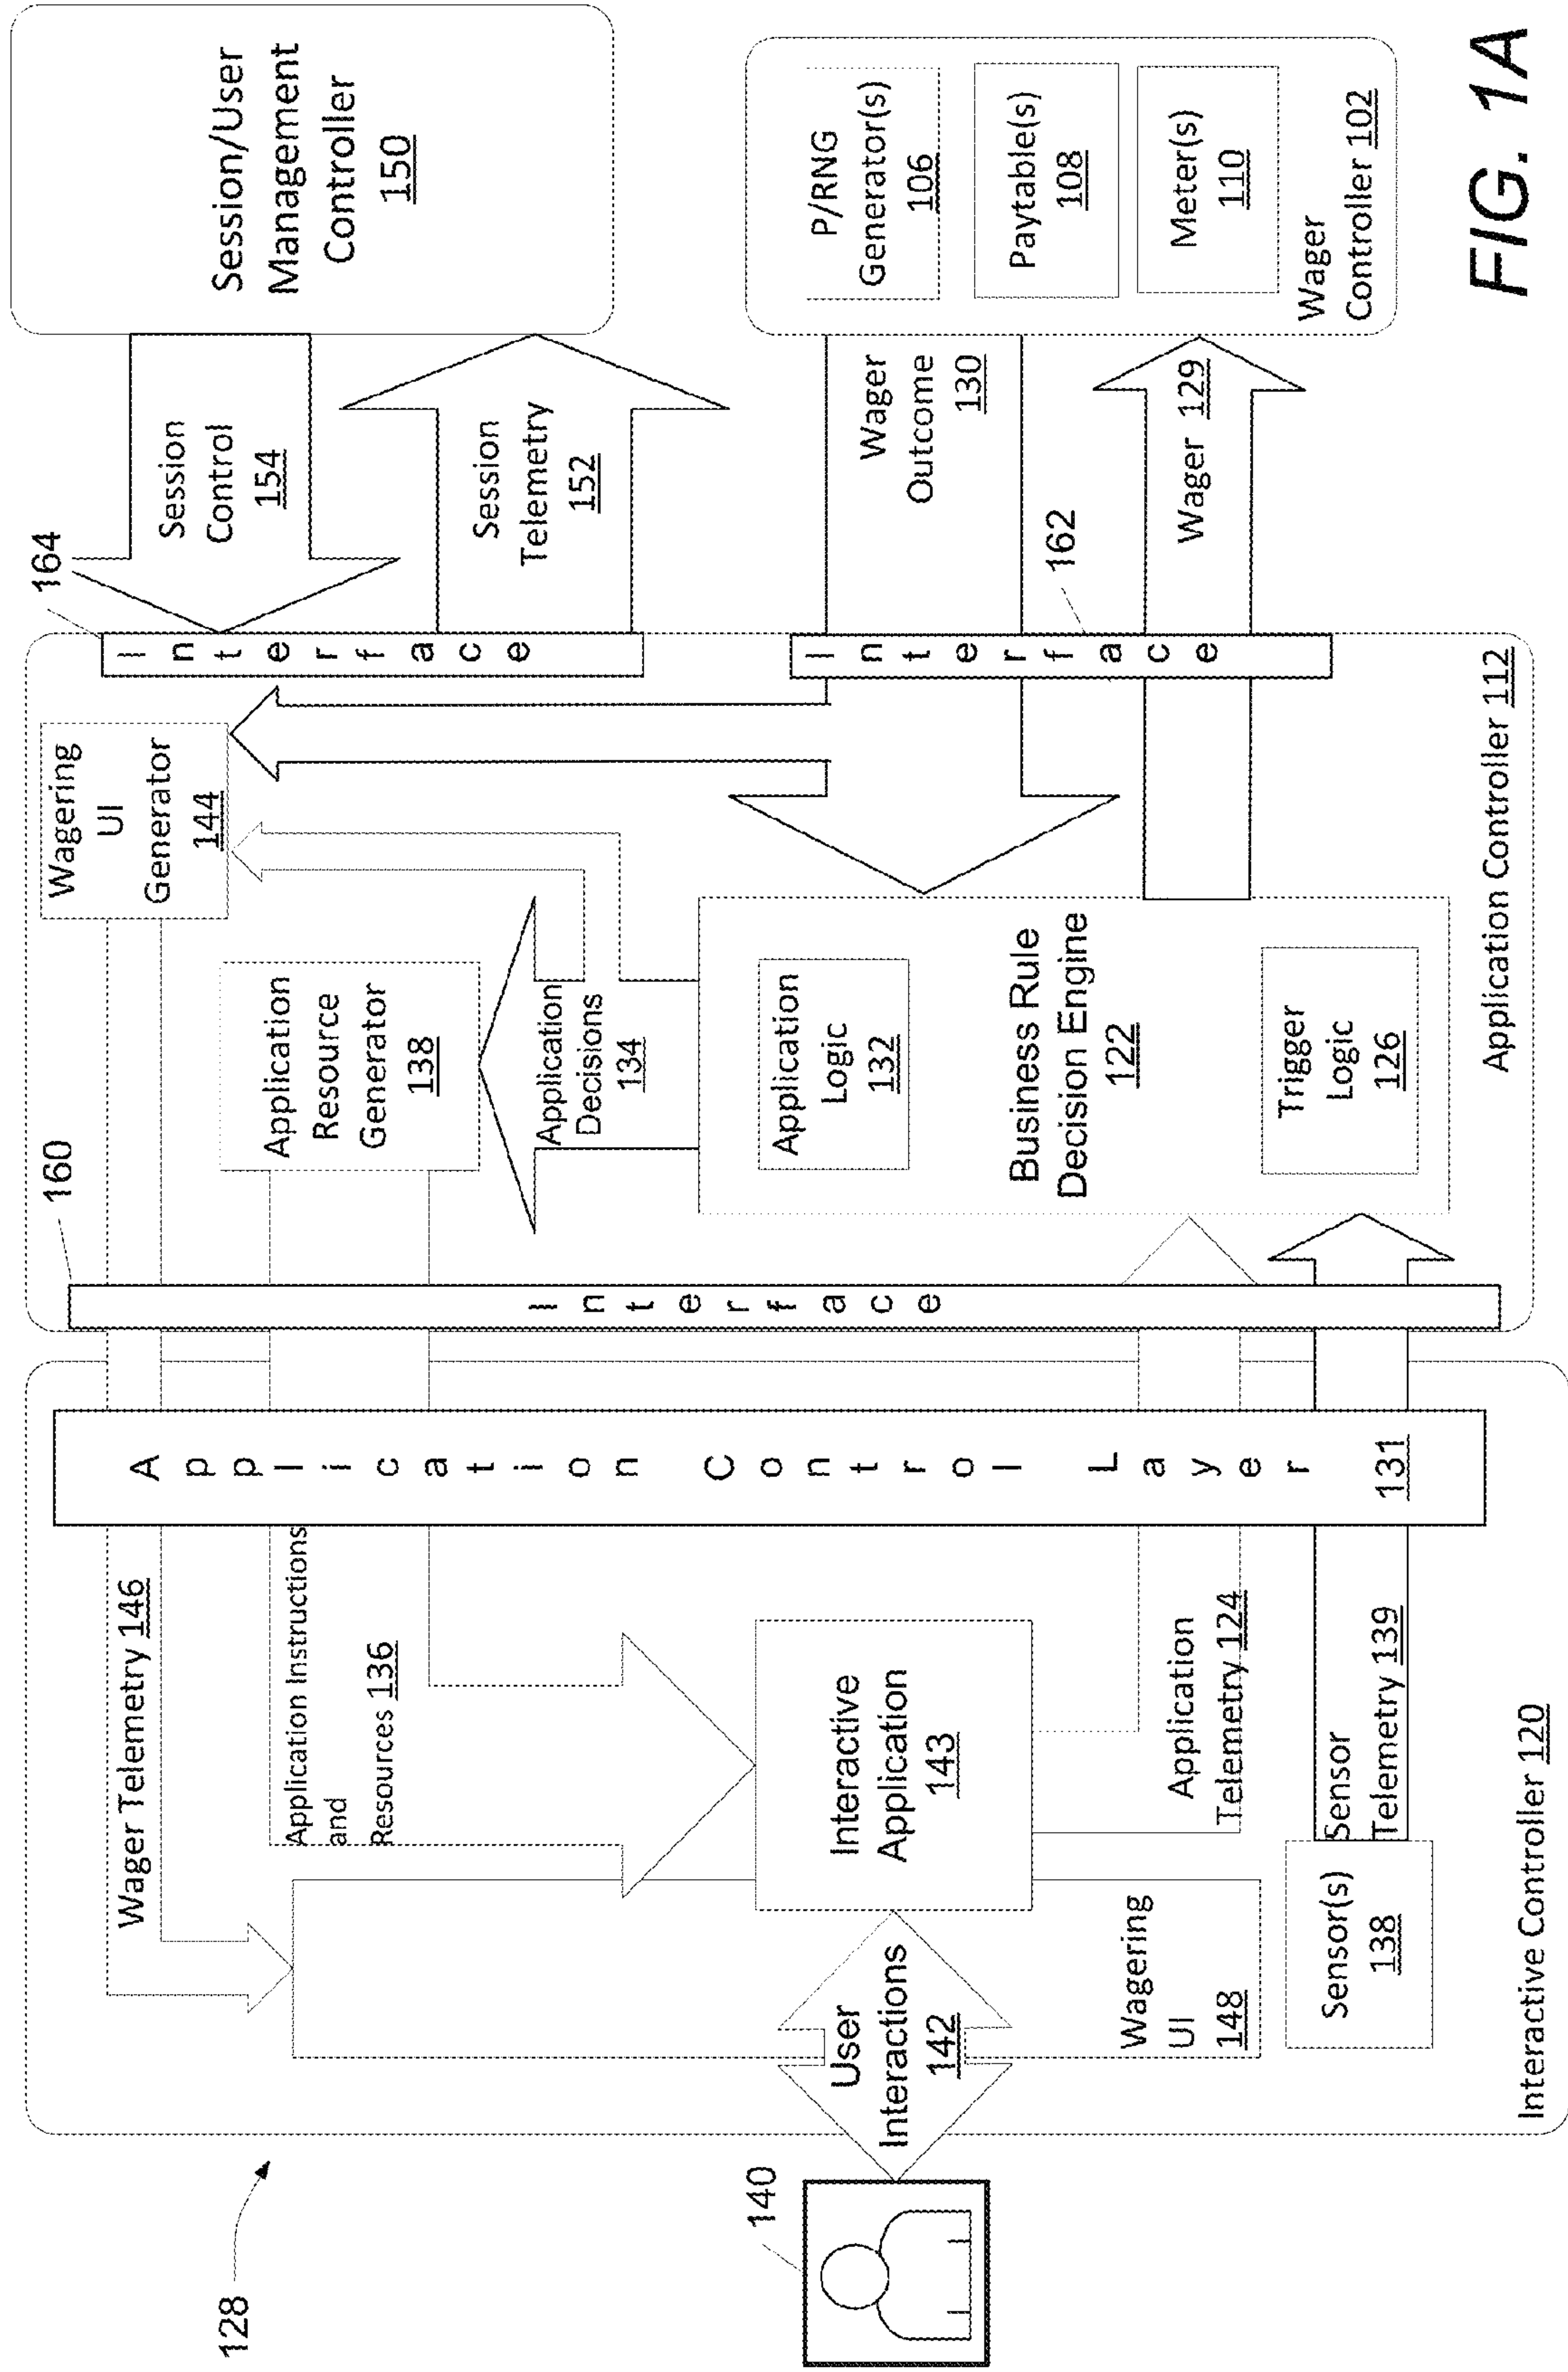 128
140
User
Interactions
142
Wager Telemetry 146
Application Instructions
and
Resources 136
Interactive
Application
143
Application
Telemetry 124
Wagering
UI
148
Sensor(s)
138
Sensor
Telemetry 139
Interactive Controller 120
Application Control Layer
131
160
Interface
Wagering
UI
Generator
144
Application
Resource
Generator
138
Application
Decisions
134
Application
Logic
132
Business Rule
Decision Engine
122
Trigger
Logic
126
Application Controller 112
164
Interface
162
Interface
Session
Control
154
Session
Telemetry
152
Wager
Outcome
130
Wager 129
Session/User
Management
Controller
150
P/RNG
Generator(s)
106
Paytable(s)
108
Meter(s)
110
Wager
Controller 102
FIG. 1A